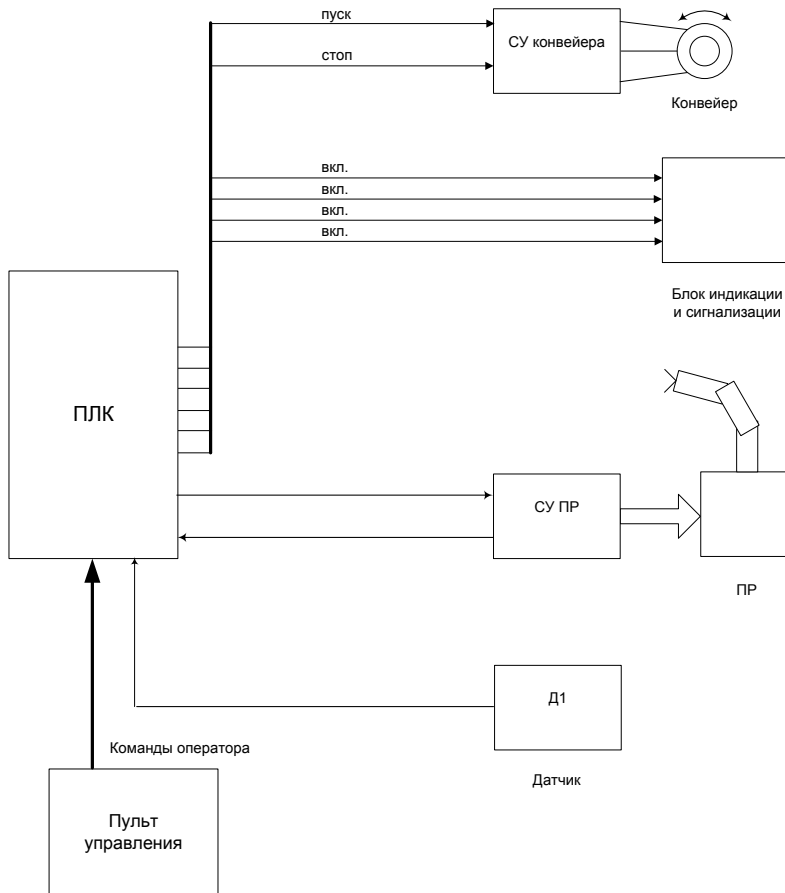 пуск
СУ конвейера
стоп
Конвейер
вкл.
вкл.
вкл.
вкл.
Блок индикации
и сигнализации
ПЛК
СУ ПР
ПР
Д1
Команды оператора
Датчик
Пульт
управления